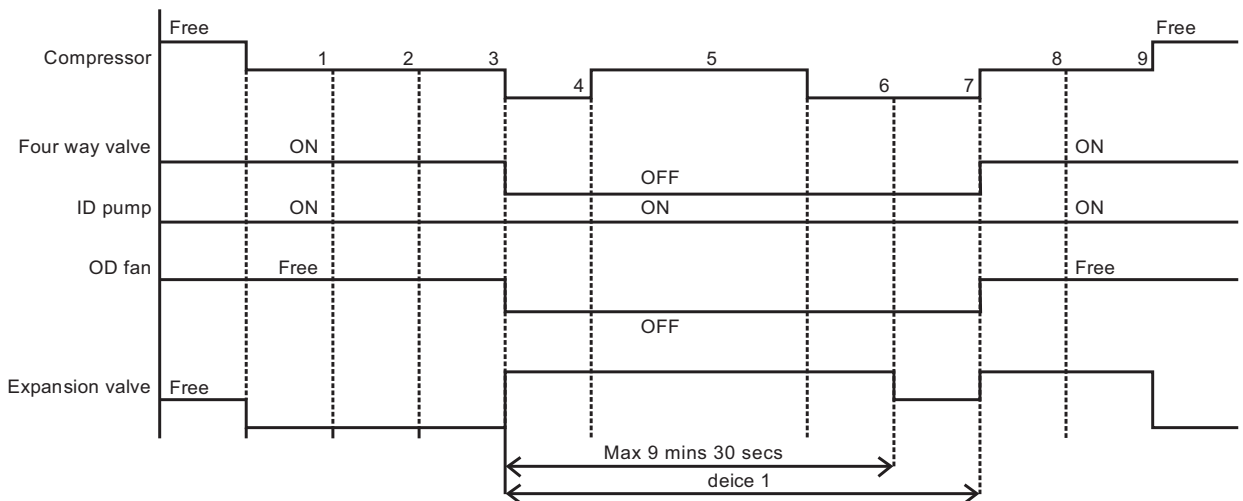 Free Free
Compressor 1 2 3 4 5 6 7 8 9
Four way valve ON OFF ON
ID pump ON ON ON
OD fan Free OFF Free
Expansion valve Free
Max 9 mins 30 secs
deice 1